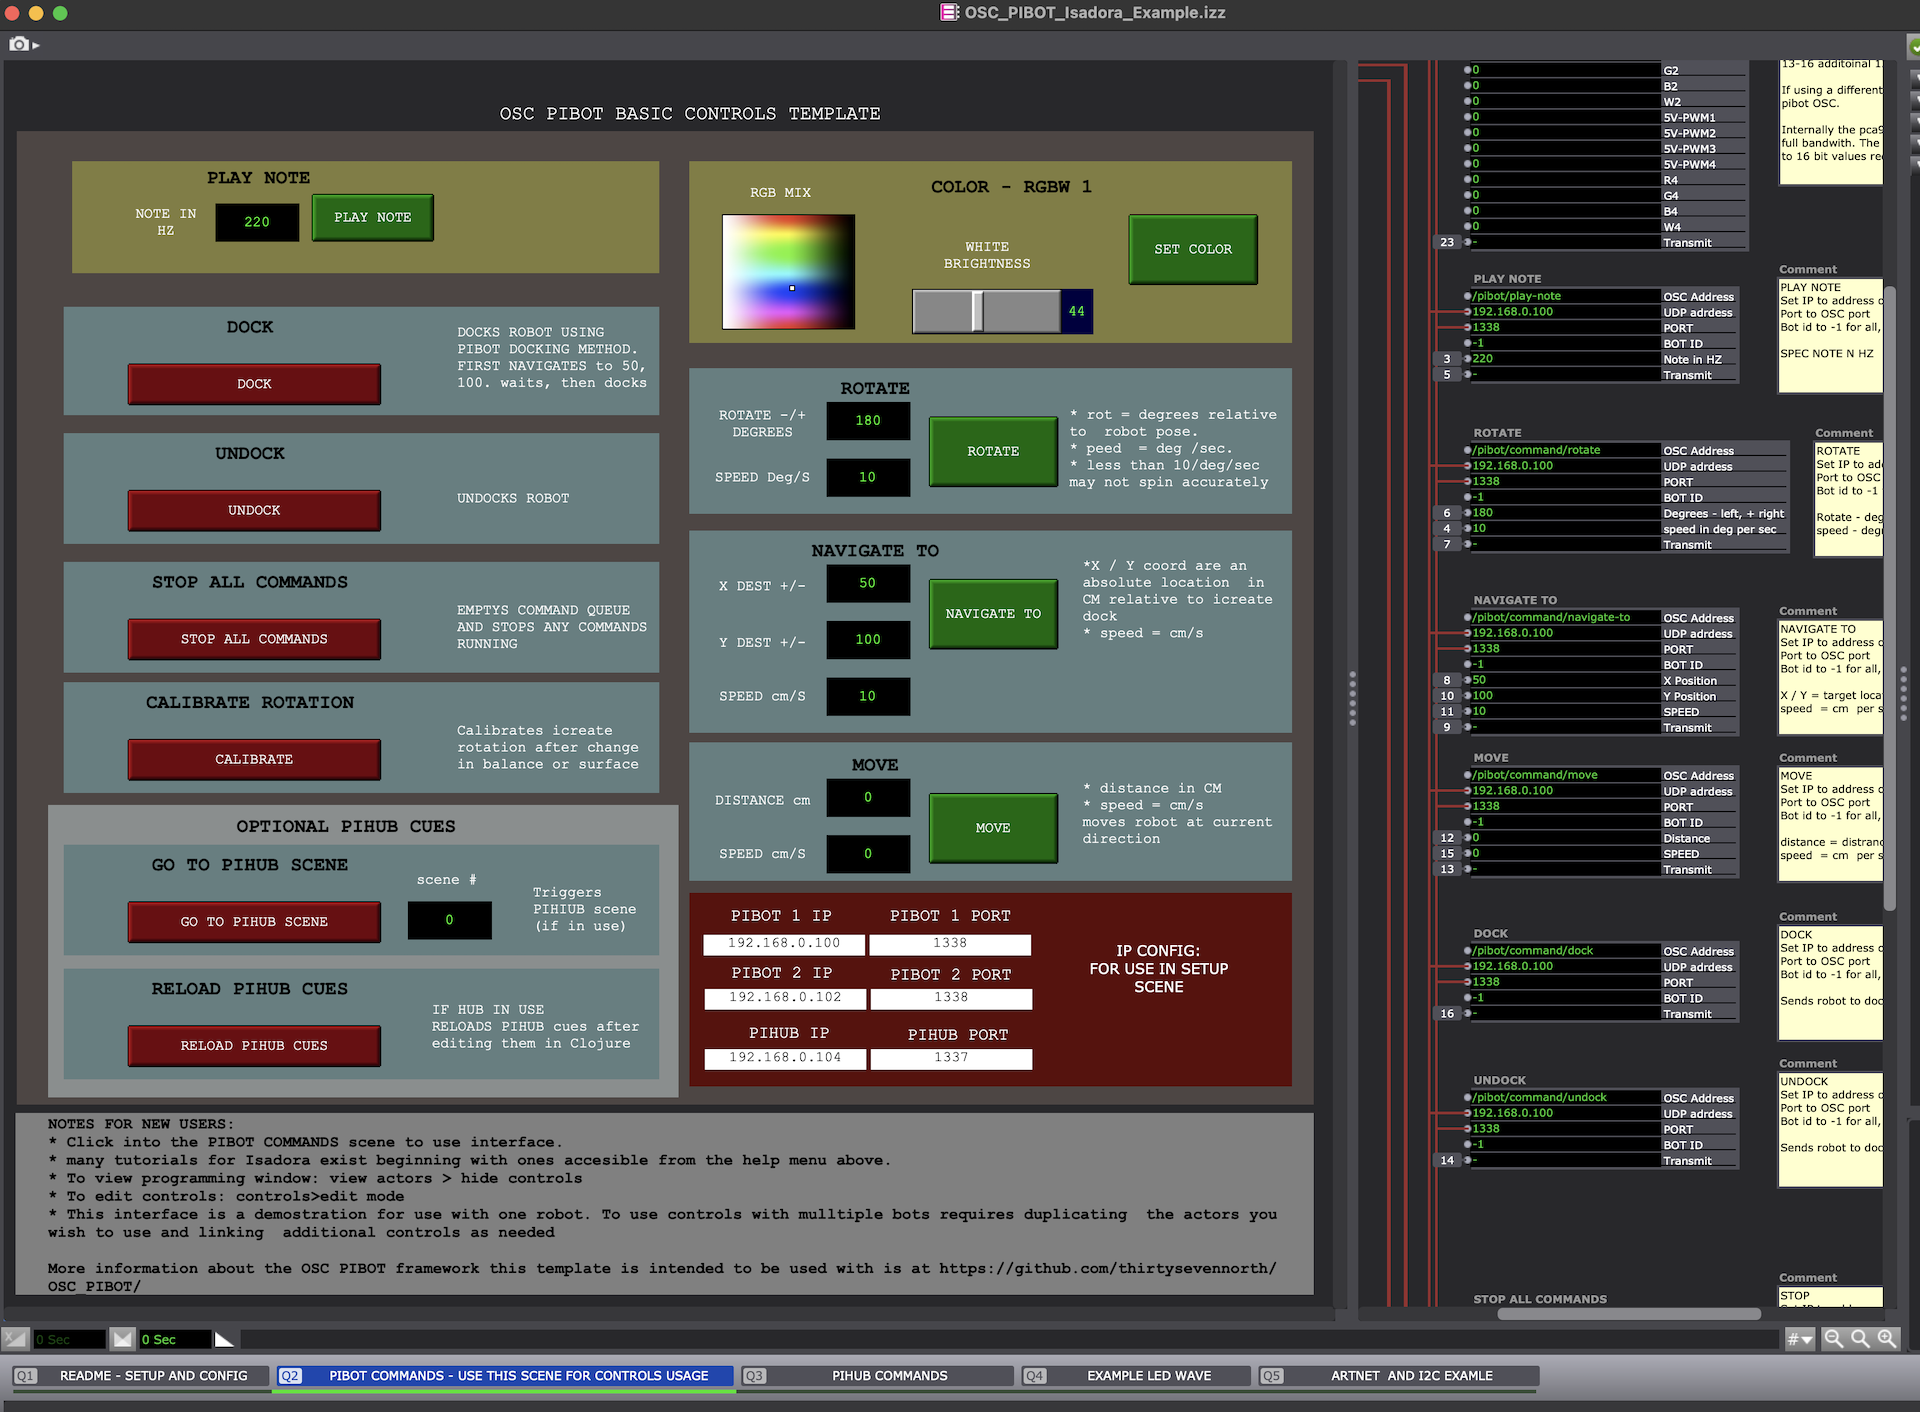 OSC_PIBOT_Isadora_Example.izz
OSC PIBOT BASIC CONTROLS TEMPLATE
PLAY NOTE
NOTE IN
HZ
220
PLAY NOTE
RGB MIX
COLOR - RGBW 1
WHITE
BRIGHTNESS
44
SET COLOR
DOCK
DOCK
DOCKS ROBOT USING
PIBOT DOCKING METHOD.
FIRST NAVIGATES to 50,
100. waits, then docks
UNDOCK
UNDOCK
UNDOCKS ROBOT
STOP ALL COMMANDS
STOP ALL COMMANDS
EMPTYS COMMAND QUEUE
AND STOPS ANY COMMANDS
RUNNING
CALIBRATE ROTATION
CALIBRATE
Calibrates icreate
rotation after change
in balance or surface
OPTIONAL PIHUB CUES
GO TO PIHUB SCENE
GO TO PIHUB SCENE
scene #
0
Triggers
PIHIUB scene
(if in use)
RELOAD PIHUB CUES
RELOAD PIHUB CUES
IF HUB IN USE
RELOADS PIHUB cues after
editing them in Clojure
ROTATE
ROTATE -/+
DEGREES
180
SPEED Deg/S
10
ROTATE
* rot = degrees relative
to  robot pose.
* peed  = deg /sec.
* less than 10/deg/sec
may not spin accurately
NAVIGATE TO
X DEST +/-
50
Y DEST +/-
100
SPEED cm/S
10
NAVIGATE TO
*X / Y coord are an
absolute location  in
CM relative to icreate
dock
* speed = cm/s
MOVE
DISTANCE cm
0
SPEED cm/S
0
MOVE
* distance in CM
* speed = cm/s
moves robot at current
direction
PIBOT 1 IP
PIBOT 1 PORT
192.168.0.100
1338
PIBOT 2 IP
PIBOT 2 PORT
192.168.0.102
1338
PIHUB IP
PIHUB PORT
192.168.0.104
1337
IP CONFIG:
FOR USE IN SETUP
SCENE
NOTES FOR NEW USERS:
* Click into the PIBOT COMMANDS scene to use interface.
* many tutorials for Isadora exist beginning with ones accesible from the help menu above.
* To view programming window: view actors > hide controls
* To edit controls: controls>edit mode
* This interface is a demostration for use with one robot. To use controls with mulltiple bots requires duplicating  the actors you
wish to use and linking  additional controls as needed
More information about the OSC PIBOT framework this template is intended to be used with is at https://github.com/thirtysevennorth/
OSC_PIBOT/
0 G2
0 B2
0 W2
0 5V-PWM1
0 5V-PWM2
0 5V-PWM3
0 5V-PWM4
0 R4
0 G4
0 B4
0 W4
23 - Transmit
13-16 additoinal 1
If using a different
pibot OSC.
Internally the pca9
full bandwith. The
to 16 bit values re
PLAY NOTE
/pibot/play-note OSC Address
192.168.0.100 UDP adrdess
1338 PORT
-1 BOT ID
3 220 Note in HZ
5 - Transmit
Comment
PLAY NOTE
Set IP to address
Port to OSC port
Bot id to -1 for all,
SPEC NOTE N HZ
ROTATE
/pibot/command/rotate OSC Address
192.168.0.100 UDP adrdess
1338 PORT
-1 BOT ID
6 180 Degrees - left, + right
4 10 speed in deg per sec
7 - Transmit
Comment
ROTATE
Set IP to ad
Port to OSC
Bot id to -1
Rotate - deg
speed - deg
NAVIGATE TO
/pibot/command/navigate-to OSC Address
192.168.0.100 UDP adrdess
1338 PORT
-1 BOT ID
8 50 X Position
10 100 Y Position
11 10 SPEED
9 - Transmit
Comment
NAVIGATE TO
Set IP to address
Port to OSC port
Bot id to -1 for all,
X / Y = target loca
speed  = cm  per s
MOVE
/pibot/command/move OSC Address
192.168.0.100 UDP adrdess
1338 PORT
-1 BOT ID
12 0 Distance
15 0 SPEED
13 - Transmit
Comment
MOVE
Set IP to address
Port to OSC port
Bot id to -1 for all,
distance = distranc
speed  = cm  per s
DOCK
/pibot/command/dock OSC Address
192.168.0.100 UDP adrdess
1338 PORT
-1 BOT ID
16 - Transmit
Comment
DOCK
Set IP to address
Port to OSC port
Bot id to -1 for all,
Sends robot to doc
UNDOCK
/pibot/command/undock OSC Address
192.168.0.100 UDP adrdess
1338 PORT
-1 BOT ID
14 - Transmit
Comment
UNDOCK
Set IP to address
Port to OSC port
Bot id to -1 for all,
Sends robot to doc
STOP ALL COMMANDS
Comment
STOP
0 Sec
0 Sec
#
Q1 README - SETUP AND CONFIG
Q2 PIBOT COMMANDS - USE THIS SCENE FOR CONTROLS USAGE
Q3 PIHUB COMMANDS
Q4 EXAMPLE LED WAVE
Q5 ARTNET  AND I2C EXAMLE